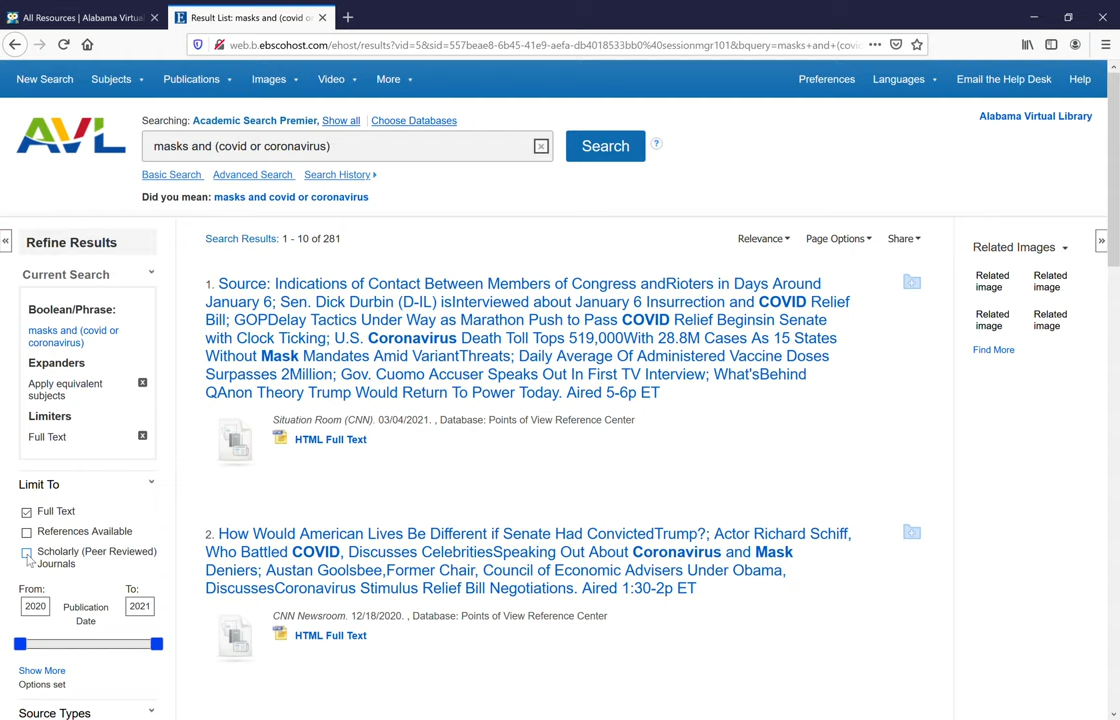 All Resources | Alabama Virtual
Result List: masks and (covid o
web.b.ebscohost.com/ehost/results?vid=5&sid=557beae8-6b45-41e9-aefa-db4018533bb0%40sessionmgr101&bquery=masks+and+(covi
New Search
Subjects
Publications
Images
Video
More
Preferences
Languages
Email the Help Desk
Help
AVL
Searching: Academic Search Premier, Show all | Choose Databases
Alabama Virtual Library
masks and (covid or coronavirus)
Search
Basic Search Advanced Search Search History
Did you mean: masks and covid or coronavirus
Refine Results
Current Search
Boolean/Phrase:
masks and (covid or
coronavirus)
Expanders
Apply equivalent
subjects
Limiters
Full Text
Limit To
Full Text
References Available
Scholarly (Peer Reviewed)
Journals
From:
To:
2020
Publication
Date
2021
Show More
Options set
Source Types
Search Results: 1 - 10 of 281
Relevance
Page Options
Share
1. Source: Indications of Contact Between Members of Congress andRioters in Days Around
January 6; Sen. Dick Durbin (D-IL) isInterviewed about January 6 Insurrection and COVID Relief
Bill; GOPDelay Tactics Under Way as Marathon Push to Pass COVID Relief Beginsin Senate
with Clock Ticking; U.S. Coronavirus Death Toll Tops 519,000With 28.8M Cases As 15 States
Without Mask Mandates Amid VariantThreats; Daily Average Of Administered Vaccine Doses
Surpasses 2Million; Gov. Cuomo Accuser Speaks Out In First TV Interview; What'sBehind
QAnon Theory Trump Would Return To Power Today. Aired 5-6p ET
Situation Room (CNN). 03/04/2021. , Database: Points of View Reference Center
HTML Full Text
2. How Would American Lives Be Different if Senate Had ConvictedTrump?; Actor Richard Schiff,
Who Battled COVID, Discusses CelebritiesSpeaking Out About Coronavirus and Mask
Deniers; Austan Goolsbee,Former Chair, Council of Economic Advisers Under Obama,
DiscussesCoronavirus Stimulus Relief Bill Negotiations. Aired 1:30-2p ET
CNN Newsroom. 12/18/2020. , Database: Points of View Reference Center
HTML Full Text
Related Images
Related
image
Related
image
Related
image
Related
image
Find More